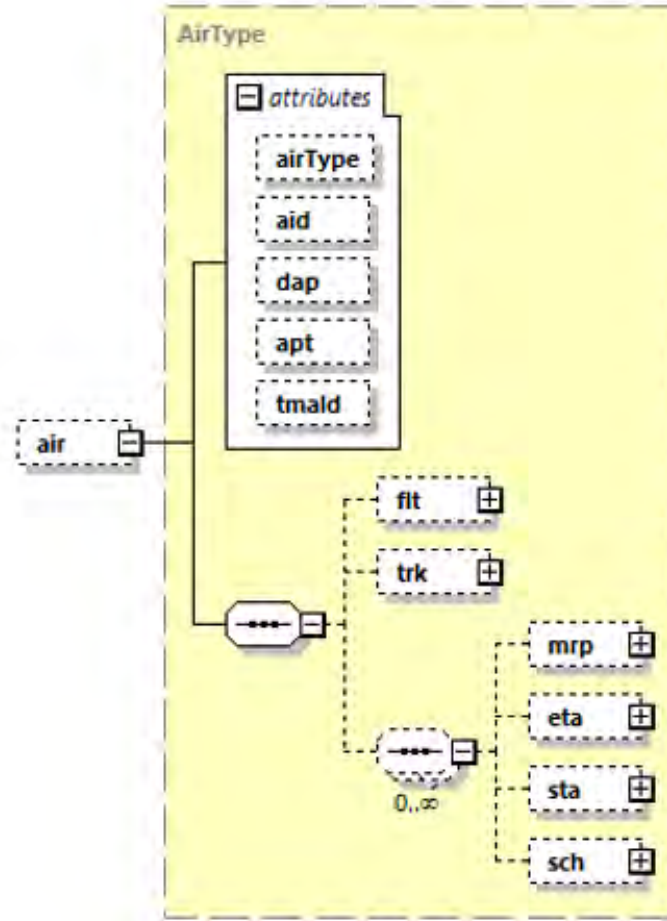 AirType
attributes
airType
aid
dap
apt
tmaId
air
flt
trk
mrp
eta
0..∞
sta
sch